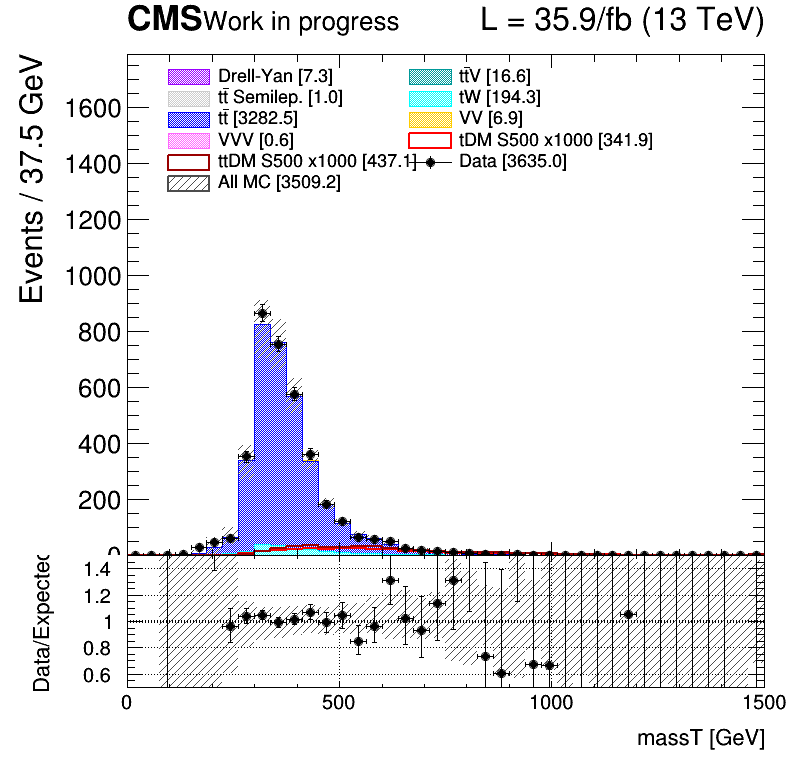 CMS Work in progress L = 35.9/fb (13 TeV)
Events / 37.5 GeV
Drell-Yan [7.3] tt̄V [16.6]
tt̄ Semilep. [1.0] tW [194.3]
tt̄ [3282.5] VV [6.9]
VVV [0.6] tDM S500 x1000 [341.9]
ttDM S500 x1000 [437.1] Data [3635.0]
All MC [3509.2]
1600
1400
1200
1000
800
600
400
200
0
Data/Expected
1.4
1.2
1
0.8
0.6
0 500 1000 1500
massT [GeV]